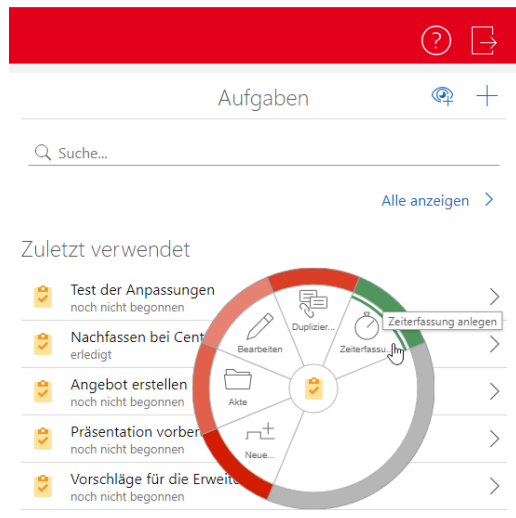 Aufgaben
Suche...
Alle anzeigen
Zuletzt verwendet
Test der Anpassungen
noch nicht begonnen
Duplizier...
Zeiterfassung anlegen
Nachfassen bei Cent
erledigt
Bearbeiten
Zeiterfassu...
Angebot erstellen
noch nicht begonnen
Akte
Präsentation vorber
noch nicht begonnen
Neue...
Vorschläge für die Erweite
noch nicht begonnen